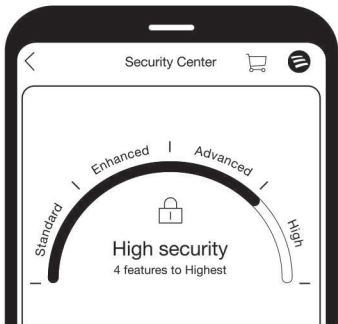 Security Center
Standard
Enhanced
Advanced
High
High security
4 features to Highest